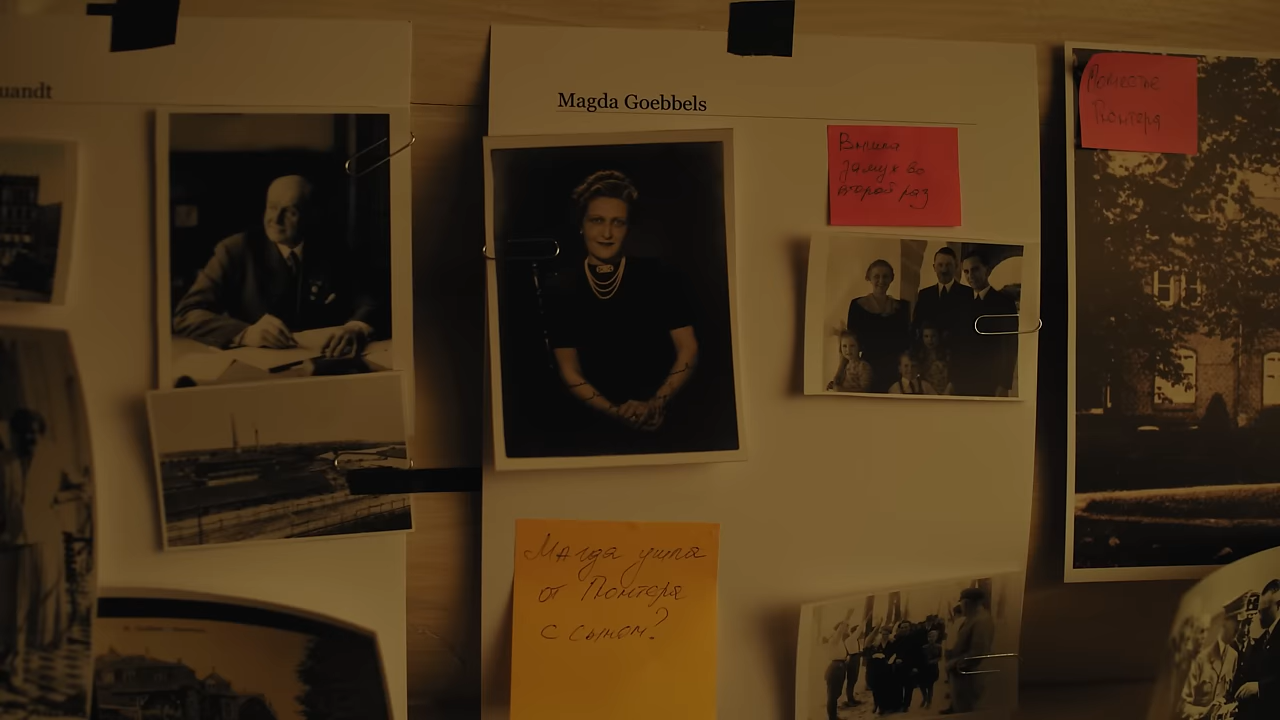 uandt
Magda Goebbels
Вышла
замуж во
второй раз
Поместье
Гюнтера
Магда ушла
от Гюнтера
с сыном?